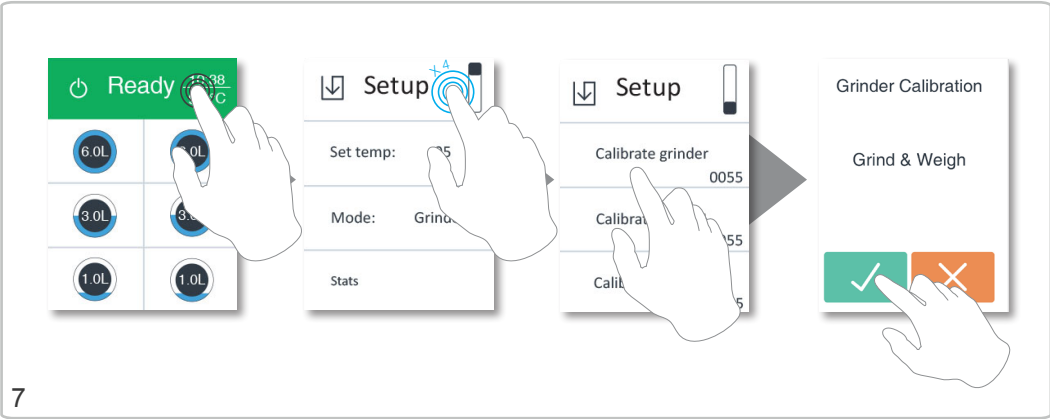 Ready
6.0L
3.0L
1.0L
1.0L
Setup
x4
Set temp:
Mode:
Stats
Setup
Calibrate grinder
0055
Grinder Calibration
Grind & Weigh
7